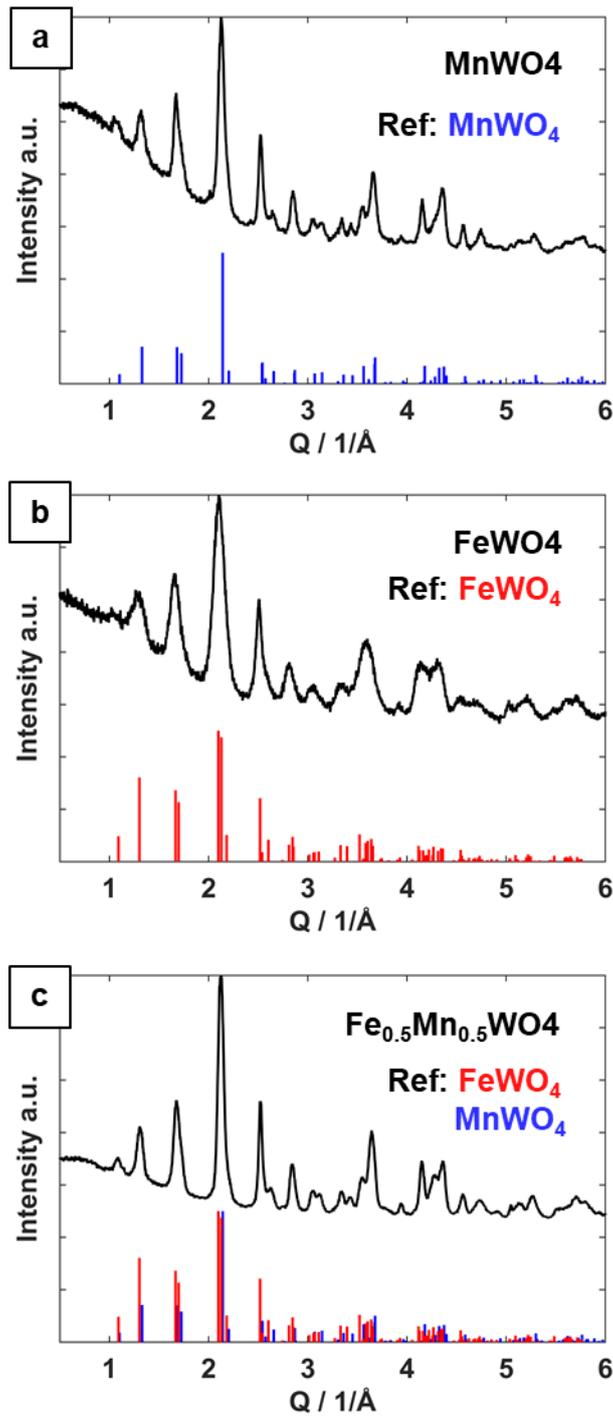 a
MnWO4
Ref: MnWO₄
Intensity a.u.
1 2 3 4 5 6
Q / 1/Å
b
FeWO4
Ref: FeWO₄
Intensity a.u.
1 2 3 4 5 6
Q / 1/Å
c
Fe₀.₅Mn₀.₅WO4
Ref: FeWO₄
MnWO₄
Intensity a.u.
1 2 3 4 5 6
Q / 1/Å